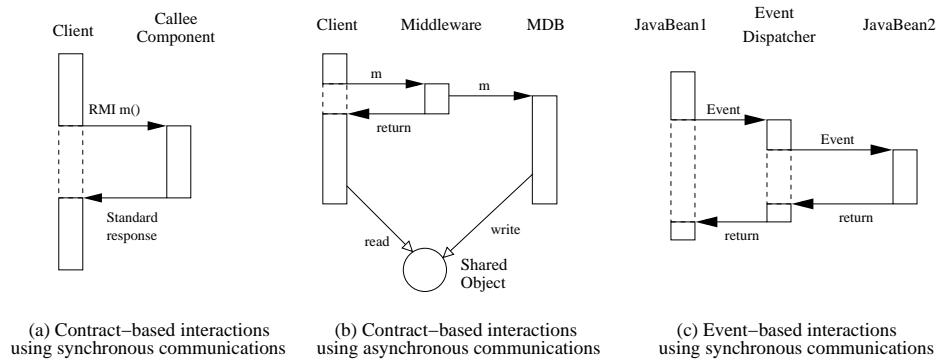 Client
Callee
Component
RMI m()
Standard
response
(a) Contract−based interactions
using synchronous communications
Client
Middleware
MDB
m
m
return
read
write
Shared
Object
(b) Contract−based interactions
using asynchronous communications
JavaBean1
Event
Dispatcher
JavaBean2
Event
Event
return
return
(c) Event−based interactions
using synchronous communications